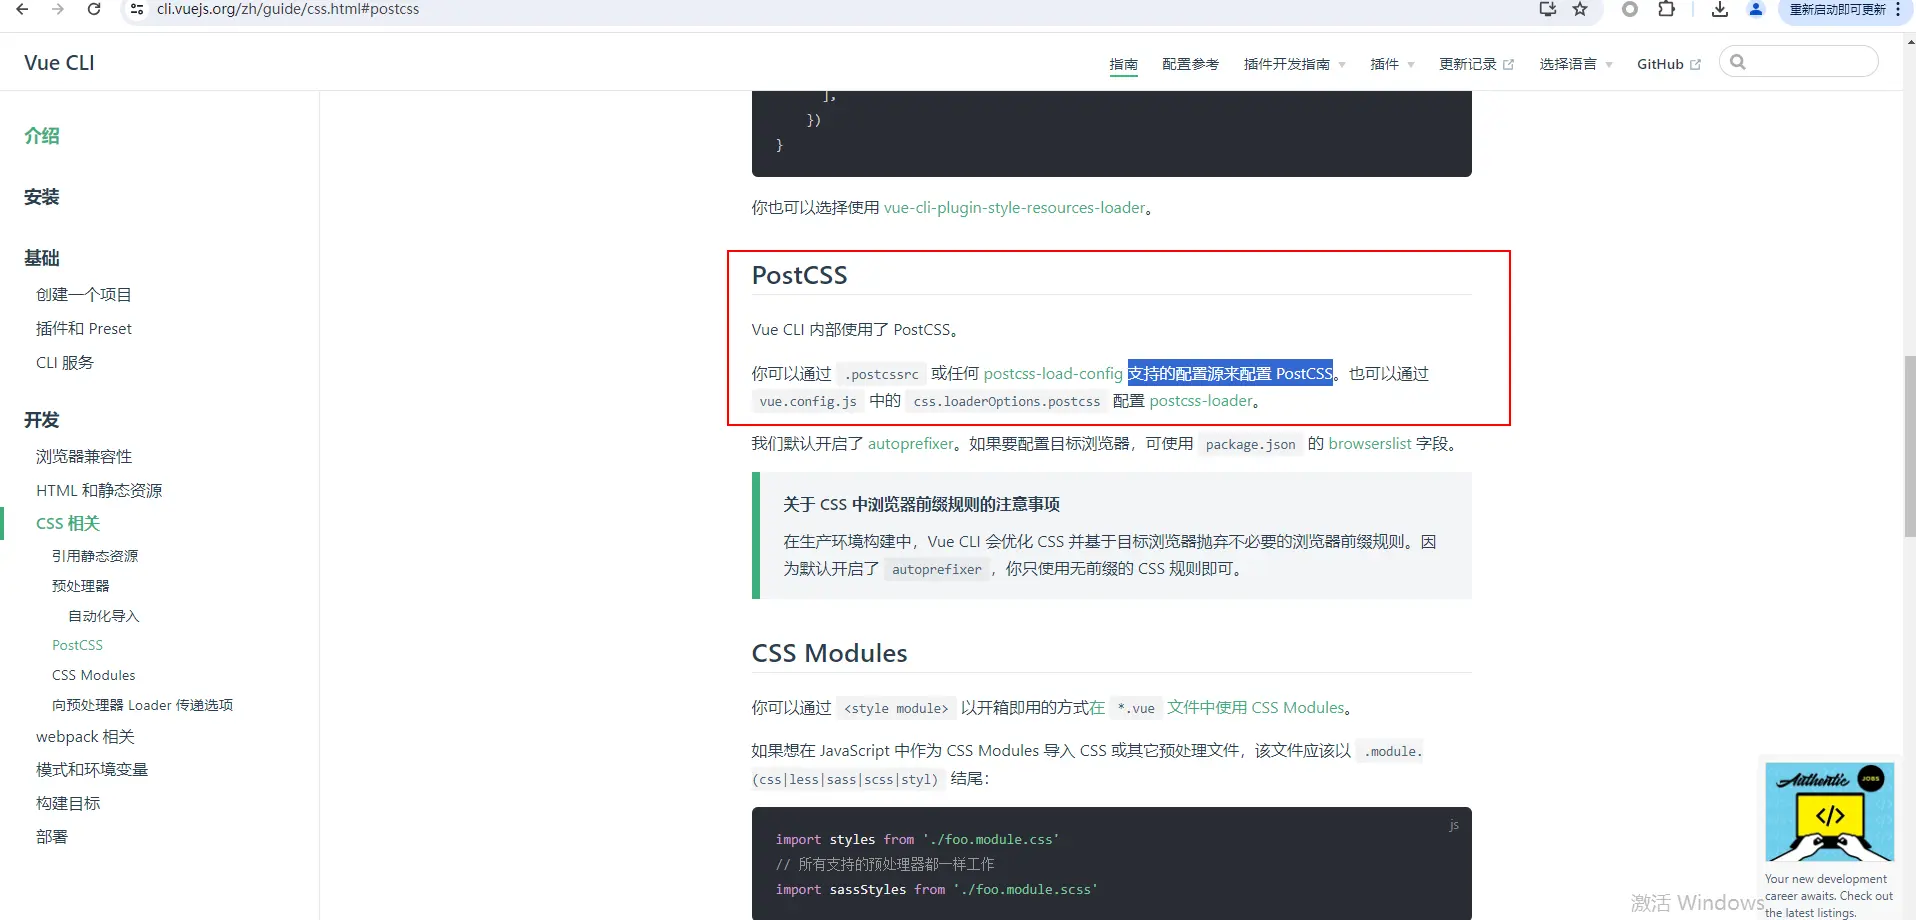 cli.vuejs.org/zh/guide/css.html#postcss
重新启动即可更新
Vue CLI
指南
配置参考
插件开发指南
插件
更新记录
选择语言
GitHub
介绍
安装
基础
创建一个项目
插件和 Preset
CLI 服务
开发
浏览器兼容性
HTML 和静态资源
CSS 相关
引用静态资源
预处理器
自动化导入
PostCSS
CSS Modules
向预处理器 Loader 传递选项
webpack 相关
模式和环境变量
构建目标
部署
],
})
}
你也可以选择使用 vue-cli-plugin-style-resources-loader。
PostCSS
Vue CLI 内部使用了 PostCSS。
你可以通过 .postcssrc 或任何 postcss-load-config 支持的配置源来配置 PostCSS。也可以通过
vue.config.js 中的 css.loaderOptions.postcss 配置 postcss-loader。
我们默认开启了 autoprefixer。如果要配置目标浏览器，可使用 package.json 的 browserslist 字段。
关于 CSS 中浏览器前缀规则的注意事项
在生产环境构建中，Vue CLI 会优化 CSS 并基于目标浏览器抛弃不必要的浏览器前缀规则。因
为默认开启了 autoprefixer ，你只使用无前缀的 CSS 规则即可。
CSS Modules
你可以通过 <style module> 以开箱即用的方式在 *.vue 文件中使用 CSS Modules。
如果想在 JavaScript 中作为 CSS Modules 导入 CSS 或其它预处理文件，该文件应该以 .module.
(css|less|sass|scss|styl) 结尾：
js
import styles from './foo.module.css'
// 所有支持的预处理器都一样工作
import sassStyles from './foo.module.scss'
Authentic JOBS
</>
Your new development
career awaits. Check out
the latest listings.
激活 Windows